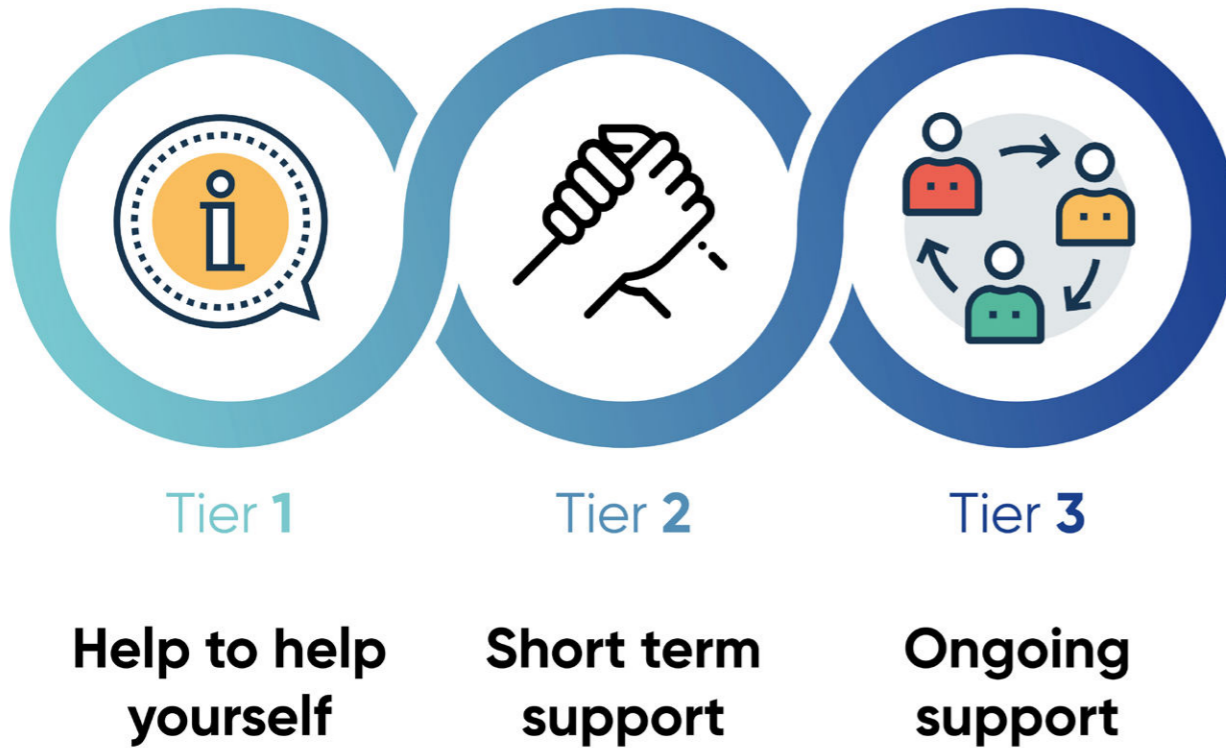 Tier 1
Tier 2
Tier 3
Help to help
yourself
Short term
support
Ongoing
support